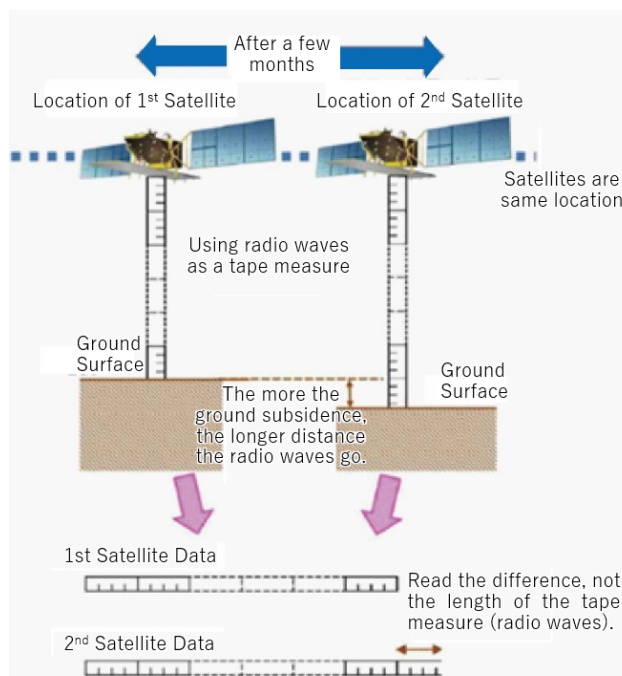 After a few
months
Location of 1st Satellite
Location of 2nd Satellite
Satellites are
same location
Using radio waves
as a tape measure
Ground
Surface
Ground
Surface
The more the
ground subsidence,
the longer distance
the radio waves go.
1st Satellite Data
Read the difference, not
the length of the tape
measure (radio waves).
2nd Satellite Data